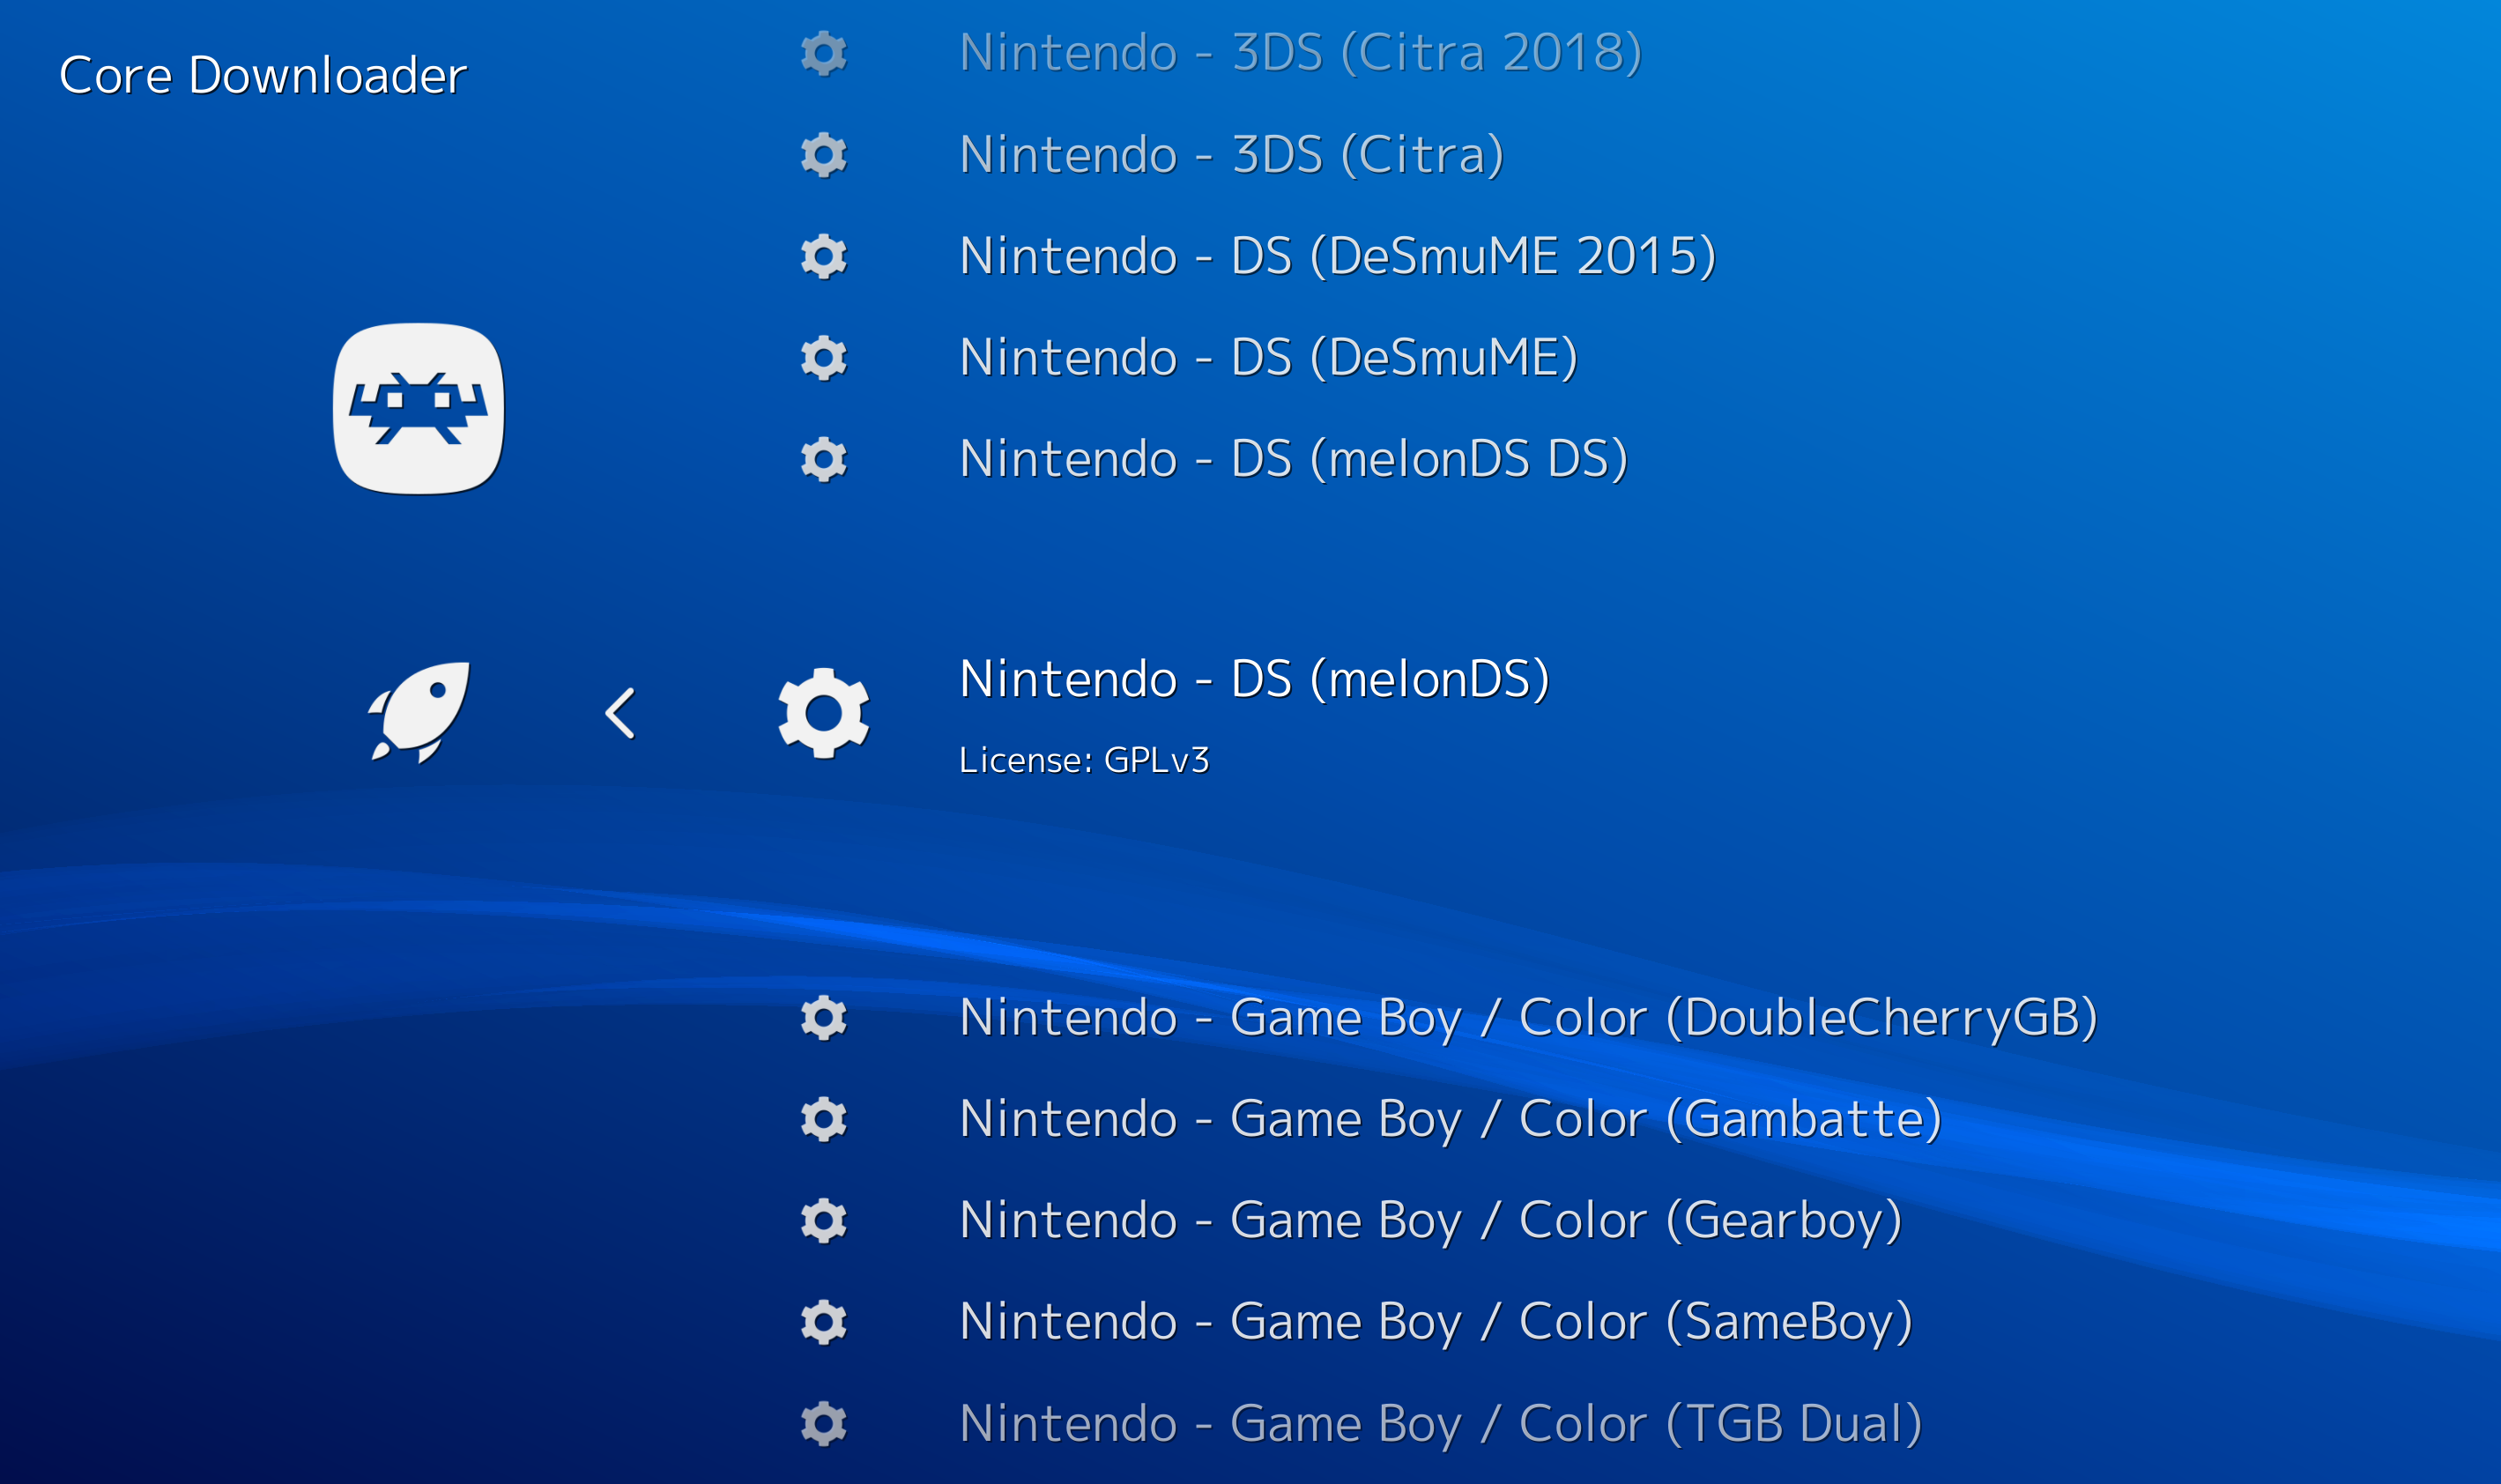 Core Downloader
Nintendo - 3DS (Citra 2018)
Nintendo - 3DS (Citra)
Nintendo - DS (DeSmuME 2015)
Nintendo - DS (DeSmuME)
Nintendo - DS (melonDS DS)
Nintendo - DS (melonDS)
License: GPLv3
Nintendo - Game Boy / Color (DoubleCherryGB)
Nintendo - Game Boy / Color (Gambatte)
Nintendo - Game Boy / Color (Gearboy)
Nintendo - Game Boy / Color (SameBoy)
Nintendo - Game Boy / Color (TGB Dual)